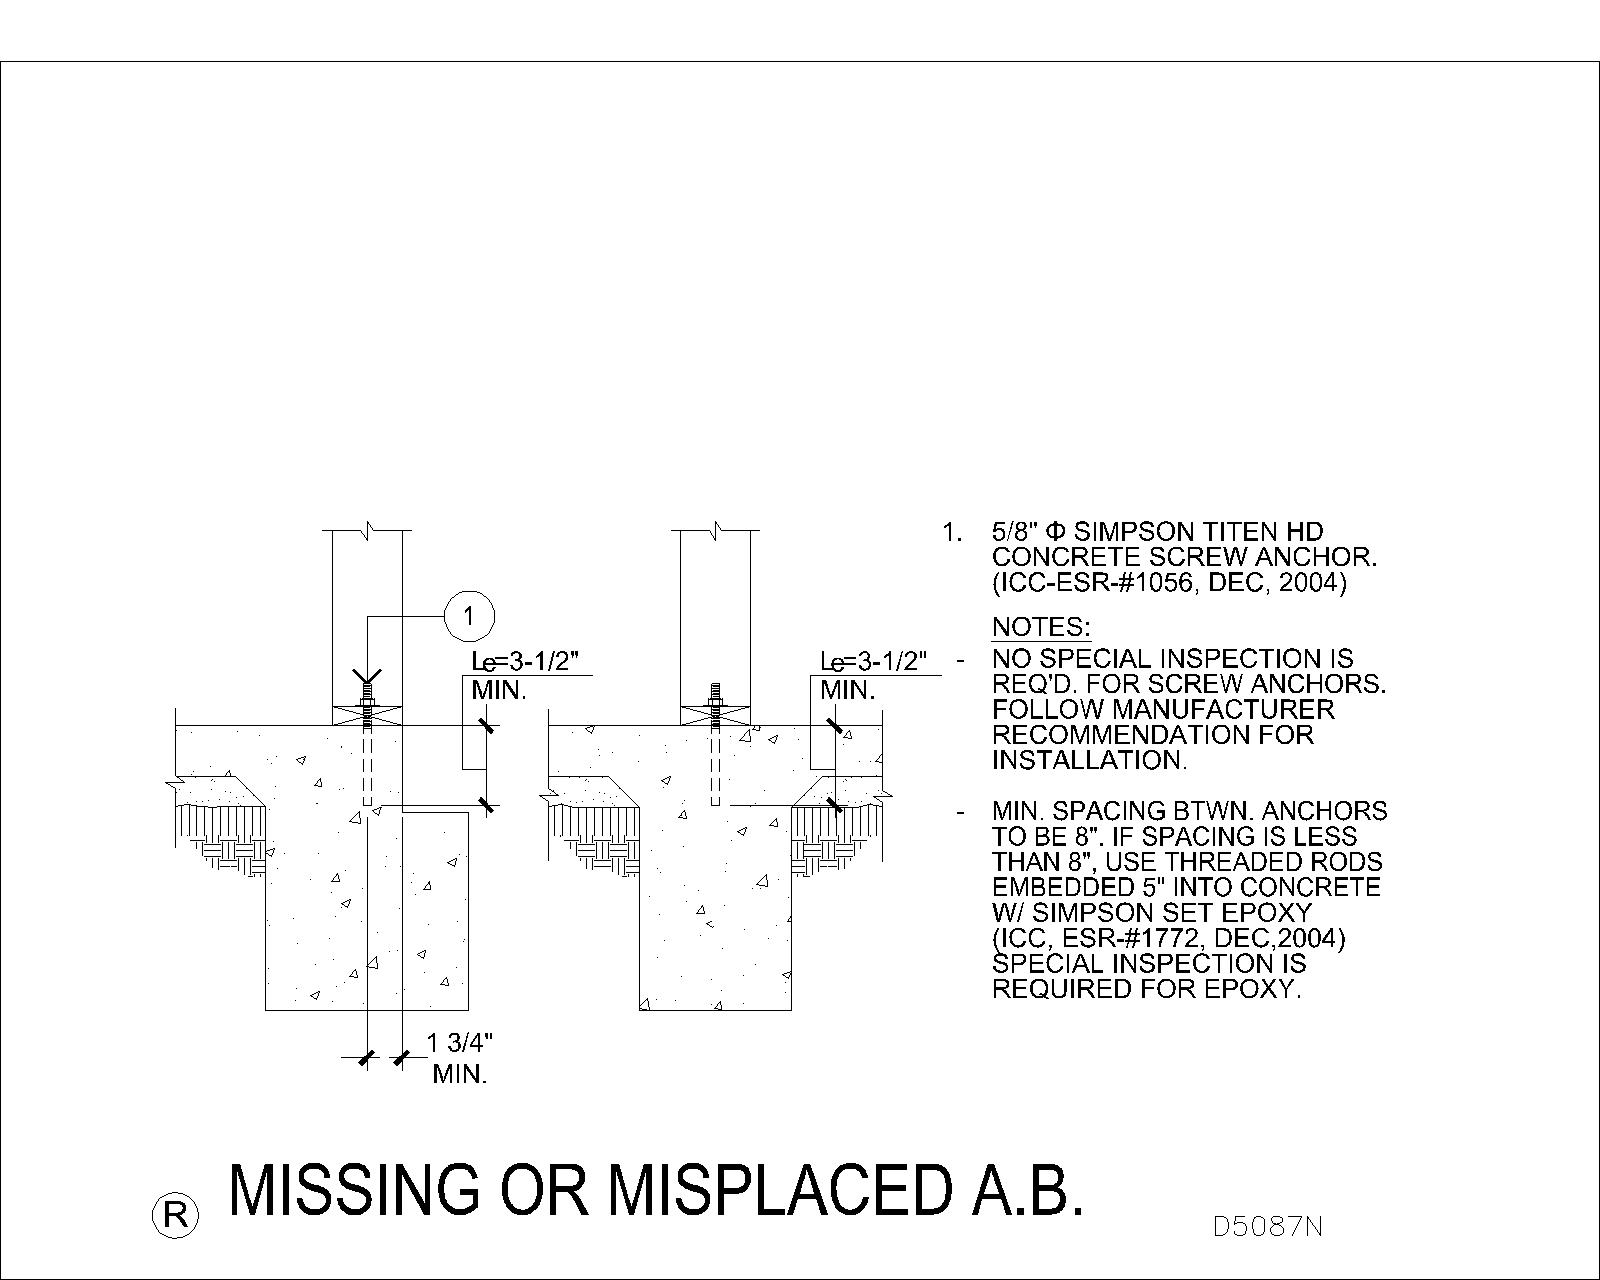 1
Le=3-1/2"
MIN.
Le=3-1/2"
MIN.
1 3/4"
MIN.
1. 5/8" Φ SIMPSON TITEN HD
CONCRETE SCREW ANCHOR.
(ICC-ESR-#1056, DEC, 2004)
NOTES:
- NO SPECIAL INSPECTION IS
REQ'D. FOR SCREW ANCHORS.
FOLLOW MANUFACTURER
RECOMMENDATION FOR
INSTALLATION.
- MIN. SPACING BTWN. ANCHORS
TO BE 8". IF SPACING IS LESS
THAN 8", USE THREADED RODS
EMBEDDED 5" INTO CONCRETE
W/ SIMPSON SET EPOXY
(ICC, ESR-#1772, DEC,2004)
SPECIAL INSPECTION IS
REQUIRED FOR EPOXY.
R MISSING OR MISPLACED A.B.
D5087N